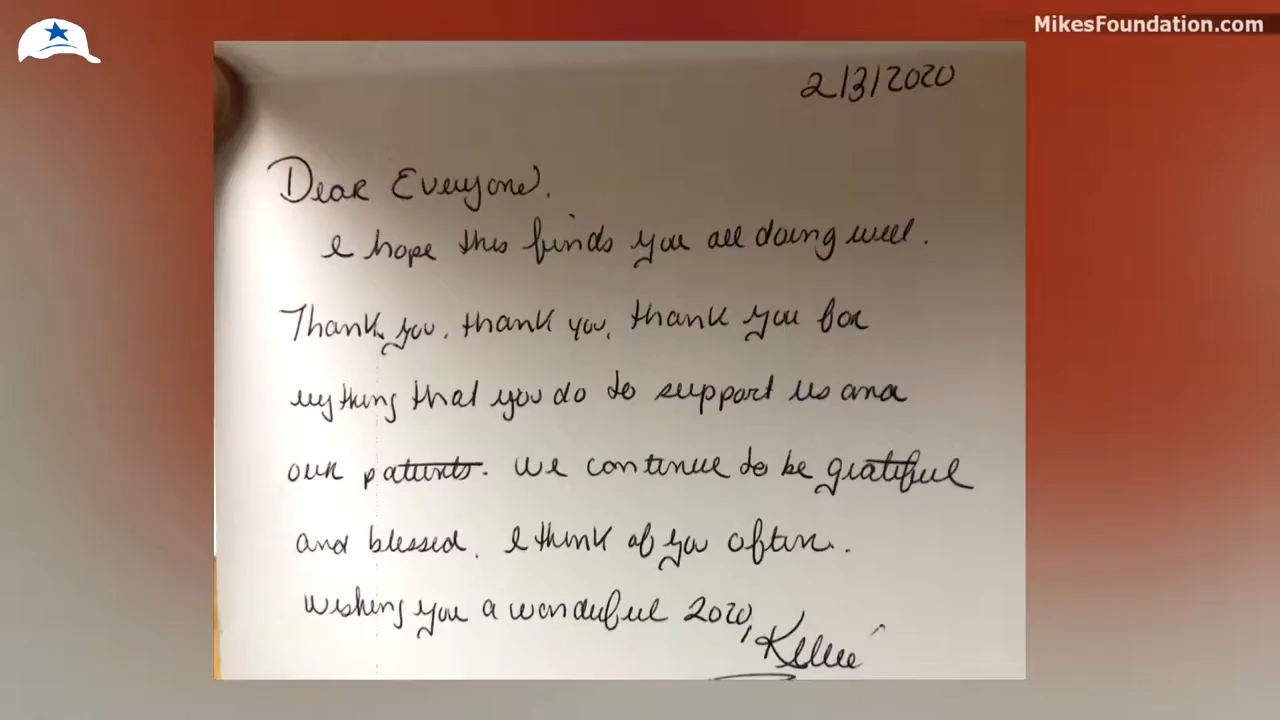 MikesFoundation.com
2/3/2020
Dear Everyone,
I hope this finds you all doing well.
Thank you, thank you, thank you for
everything that you do to support us and
our patients. We continue to be grateful
and blessed. I think of you often.
Wishing you a wonderful 2020,
Kellie